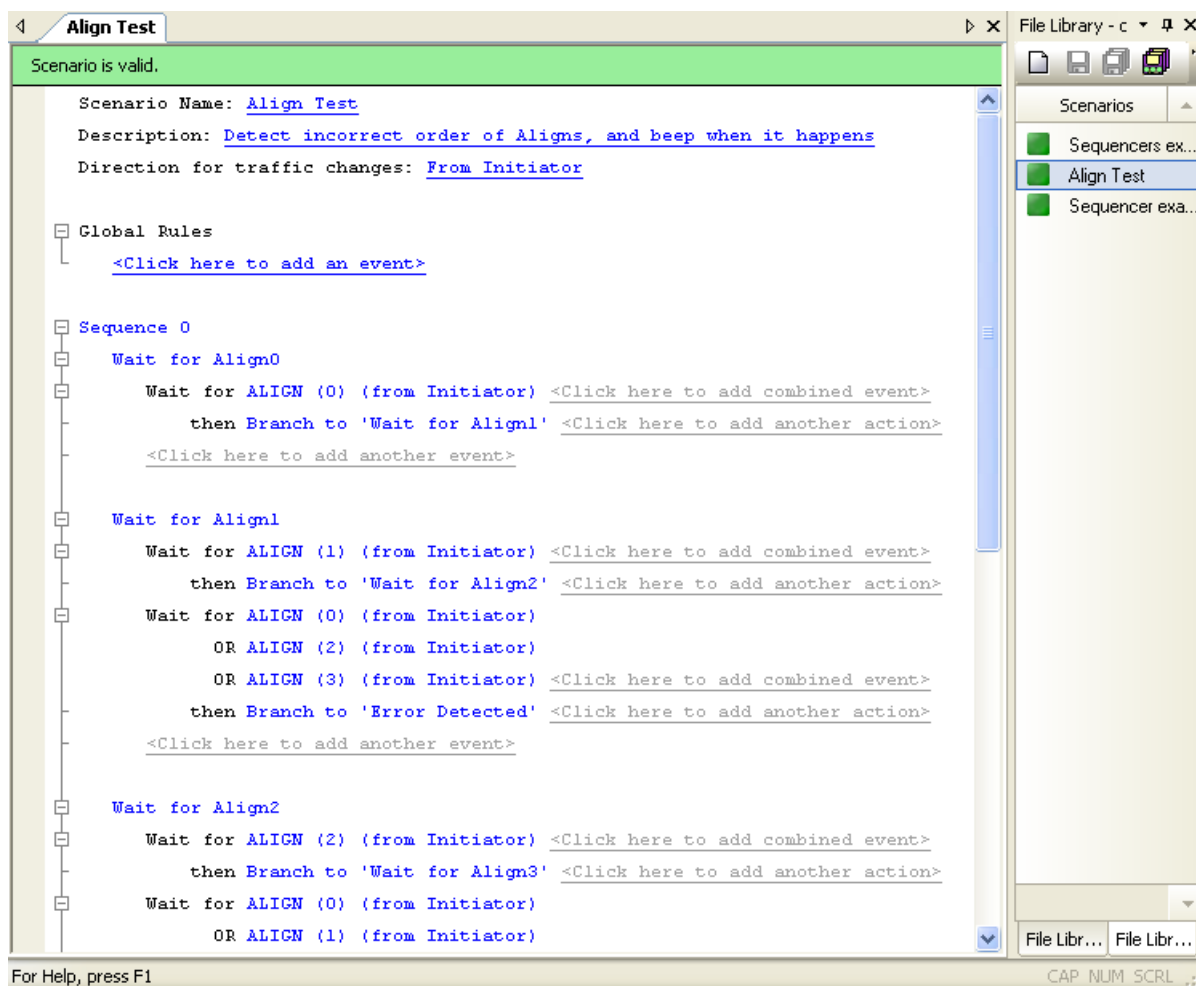 Align Test
Scenario is valid.
Scenario Name: Align Test
Description: Detect incorrect order of Aligns, and beep when it happens
Direction for traffic changes: From Initiator
Global Rules
<Click here to add an event>
Sequence 0
Wait for Align0
Wait for ALIGN (0) (from Initiator) <Click here to add combined event>
then Branch to 'Wait for Align1' <Click here to add another action>
<Click here to add another event>
Wait for Align1
Wait for ALIGN (1) (from Initiator) <Click here to add combined event>
then Branch to 'Wait for Align2' <Click here to add another action>
Wait for ALIGN (0) (from Initiator)
OR ALIGN (2) (from Initiator)
OR ALIGN (3) (from Initiator) <Click here to add combined event>
then Branch to 'Error Detected' <Click here to add another action>
<Click here to add another event>
Wait for Align2
Wait for ALIGN (2) (from Initiator) <Click here to add combined event>
then Branch to 'Wait for Align3' <Click here to add another action>
Wait for ALIGN (0) (from Initiator)
OR ALIGN (1) (from Initiator)
File Library - c
Scenarios
Sequencers ex...
Align Test
Sequencer exa...
File Libr... File Libr...
For Help, press F1
CAP NUM SCRL